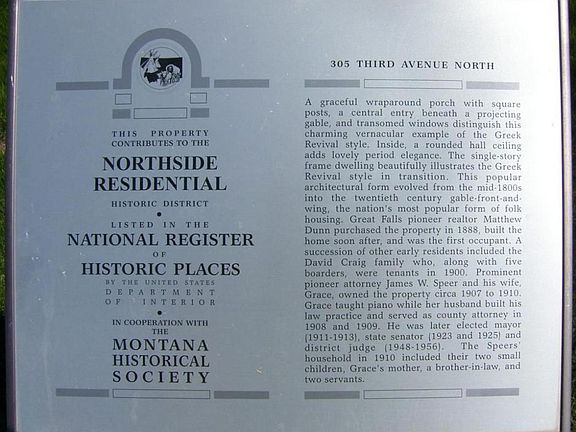 THIS PROPERTY
CONTRIBUTES TO THE
NORTHSIDE
RESIDENTIAL
HISTORIC DISTRICT
•
LISTED IN THE
NATIONAL REGISTER
OF
HISTORIC PLACES
BY THE UNITED STATES
DEPARTMENT
OF INTERIOR
•
IN COOPERATION WITH
THE
MONTANA
HISTORICAL
SOCIETY
305 THIRD AVENUE NORTH
A graceful wraparound porch with square
posts, a central entry beneath a projecting
gable, and transomed windows distinguish this
charming vernacular example of the Greek
Revival style. Inside, a rounded hall ceiling
adds lovely period elegance. The single-story
frame dwelling beautifully illustrates the Greek
Revival style in transition. This popular
architectural form evolved from the mid-1800s
into the twentieth century gable-front-and-
wing, the nation's most popular form of folk
housing. Great Falls pioneer realtor Matthew
Dunn purchased the property in 1888, built the
home soon after, and was the first occupant. A
succession of other early residents included the
David Craig family who, along with five
boarders, were tenants in 1900. Prominent
pioneer attorney James W. Speer and his wife,
Grace, owned the property circa 1907 to 1910.
Grace taught piano while her husband built his
law practice and served as county attorney in
1908 and 1909. He was later elected mayor
(1911-1913), state senator (1923 and 1925) and
district judge (1948-1956). The Speers'
household in 1910 included their two small
children, Grace's mother, a brother-in-law, and
two servants.